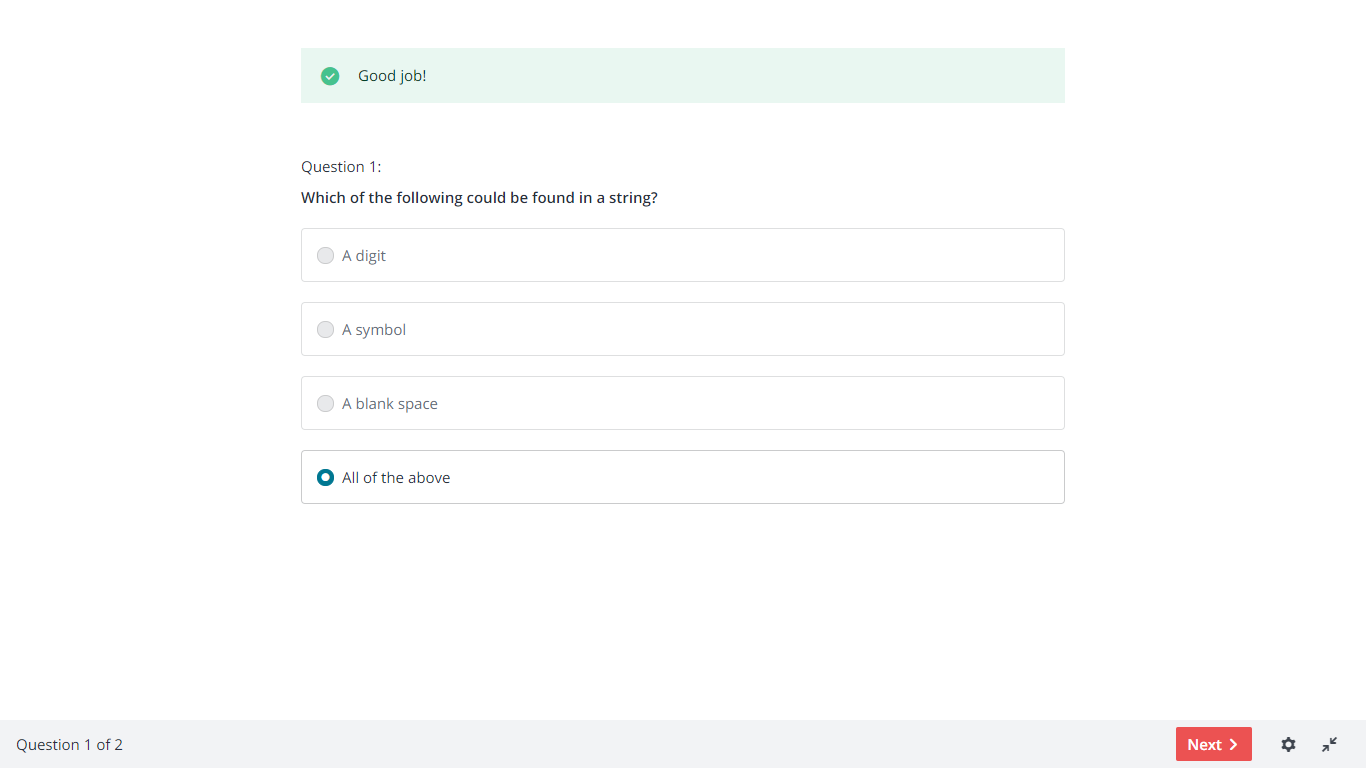 Good job!
Question 1:
Which of the following could be found in a string?
A digit
A symbol
A blank space
All of the above
Question 1 of 2
Next